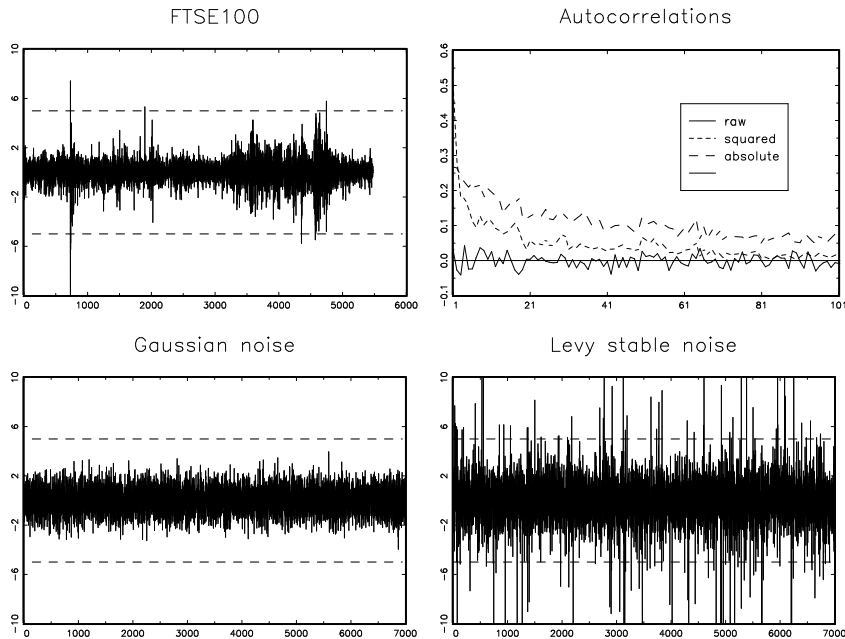 FTSE100
10
6
2
−2
−6
−10
0 1000 2000 3000 4000 5000 6000
Autocorrelations
0.6
0.5
0.4
0.3
0.2
0.1
0.0
−0.1
1 21 41 61 81 101
raw
squared
absolute
Gaussian noise
10
6
2
−2
−6
−10
0 1000 2000 3000 4000 5000 6000 7000
Levy stable noise
10
6
2
−2
−6
−10
0 1000 2000 3000 4000 5000 6000 7000